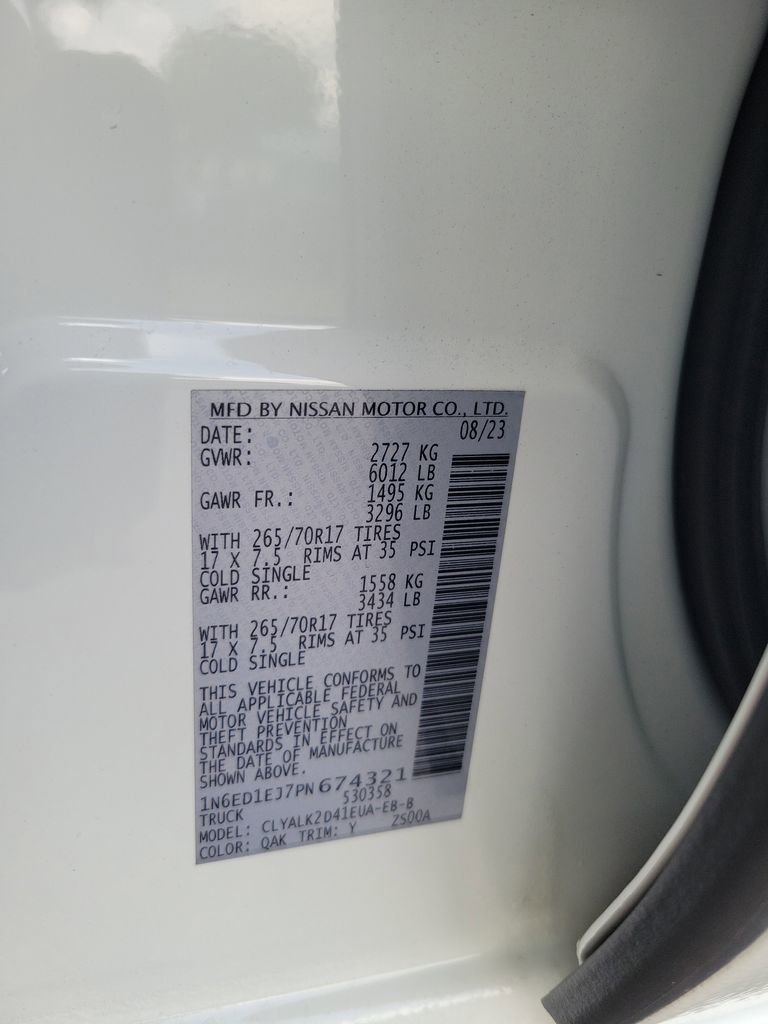 MFD BY NISSAN MOTOR CO., LTD.
DATE: 08/23
GVWR: 2727 KG
6012 LB
GAWR FR.: 1495 KG
3296 LB
WITH 265/70R17 TIRES
17 X 7.5 RIMS AT 35 PSI
COLD SINGLE
GAWR RR.: 1558 KG
3434 LB
WITH 265/70R17 TIRES
17 X 7.5 RIMS AT 35 PSI
COLD SINGLE
THIS VEHICLE CONFORMS TO
ALL APPLICABLE FEDERAL
MOTOR VEHICLE SAFETY AND
THEFT PREVENTION
STANDARDS IN EFFECT ON
THE DATE OF MANUFACTURE
SHOWN ABOVE.
1N6ED1EJ7PN674321
TRUCK 530358
MODEL: CLYALK2D41EUA-EB-B
COLOR: QAK TRIM: Y ZS00A